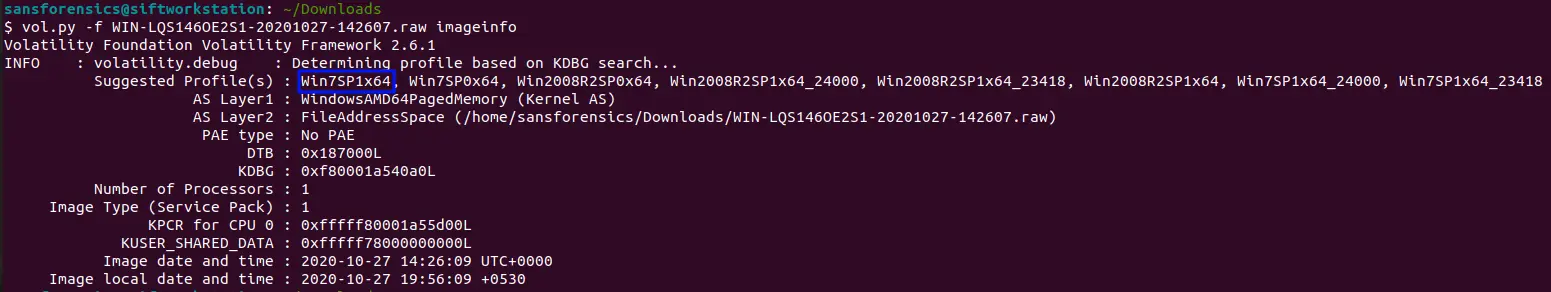 sansforensics@siftworkstation: ~/Downloads
$ vol.py -f WIN-LQS146OE2S1-20201027-142607.raw imageinfo
Volatility Foundation Volatility Framework 2.6.1
INFO    : volatility.debug    : Determining profile based on KDBG search...
          Suggested Profile(s) : Win7SP1x64, Win7SP0x64, Win2008R2SP0x64, Win2008R2SP1x64_24000, Win2008R2SP1x64_23418, Win2008R2SP1x64, Win7SP1x64_24000, Win7SP1x64_23418
                     AS Layer1 : WindowsAMD64PagedMemory (Kernel AS)
                     AS Layer2 : FileAddressSpace (/home/sansforensics/Downloads/WIN-LQS146OE2S1-20201027-142607.raw)
                      PAE type : No PAE
                           DTB : 0x187000L
                          KDBG : 0xf80001a540a0L
          Number of Processors : 1
     Image Type (Service Pack) : 1
                KPCR for CPU 0 : 0xfffff80001a55d00L
             KUSER_SHARED_DATA : 0xfffff78000000000L
           Image date and time : 2020-10-27 14:26:09 UTC+0000
     Image local date and time : 2020-10-27 19:56:09 +0530